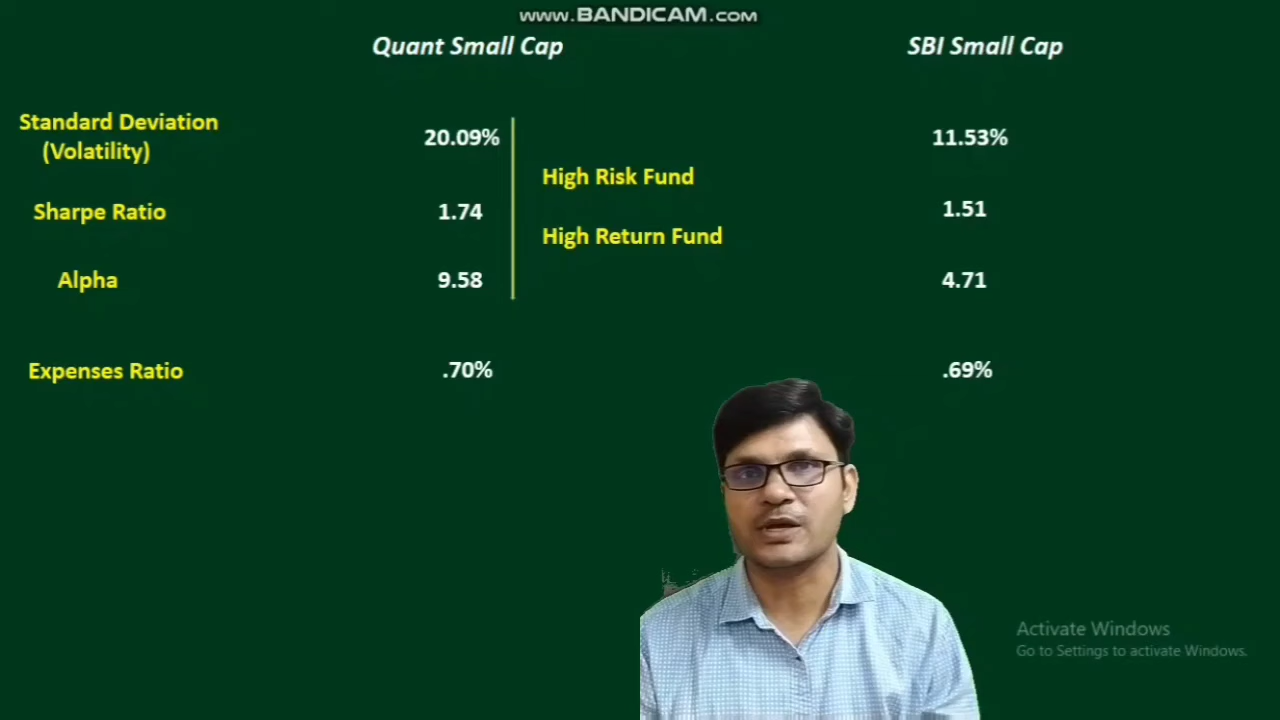 www.BANDICAM.com
Quant Small Cap
SBI Small Cap
Standard Deviation
(Volatility)
20.09%
11.53%
High Risk Fund
Sharpe Ratio
1.74
1.51
High Return Fund
Alpha
9.58
4.71
Expenses Ratio
.70%
.69%
Activate Windows
Go to Settings to activate Windows.